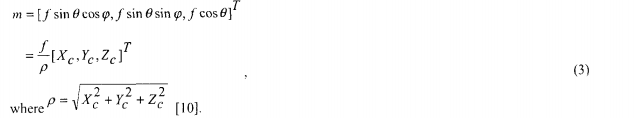 m = [f sin θ cos φ, f sin θ sin φ, f cos θ]^T
= f/ρ [X_c, Y_c, Z_c]^T
, (3)
where ρ = √(X_c^2 + Y_c^2 + Z_c^2) [10].